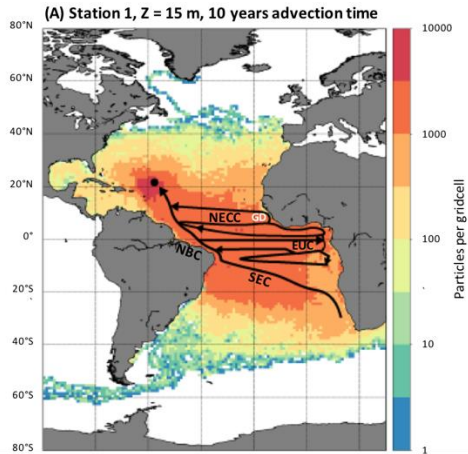 (A) Station 1, Z = 15 m, 10 years advection time
80°N
60°N
40°N
20°N
0°
20°S
40°S
60°S
80°S
NECC
GD
EUC
NBC
SEC
10000
1000
100
10
1
Particles per gridcell